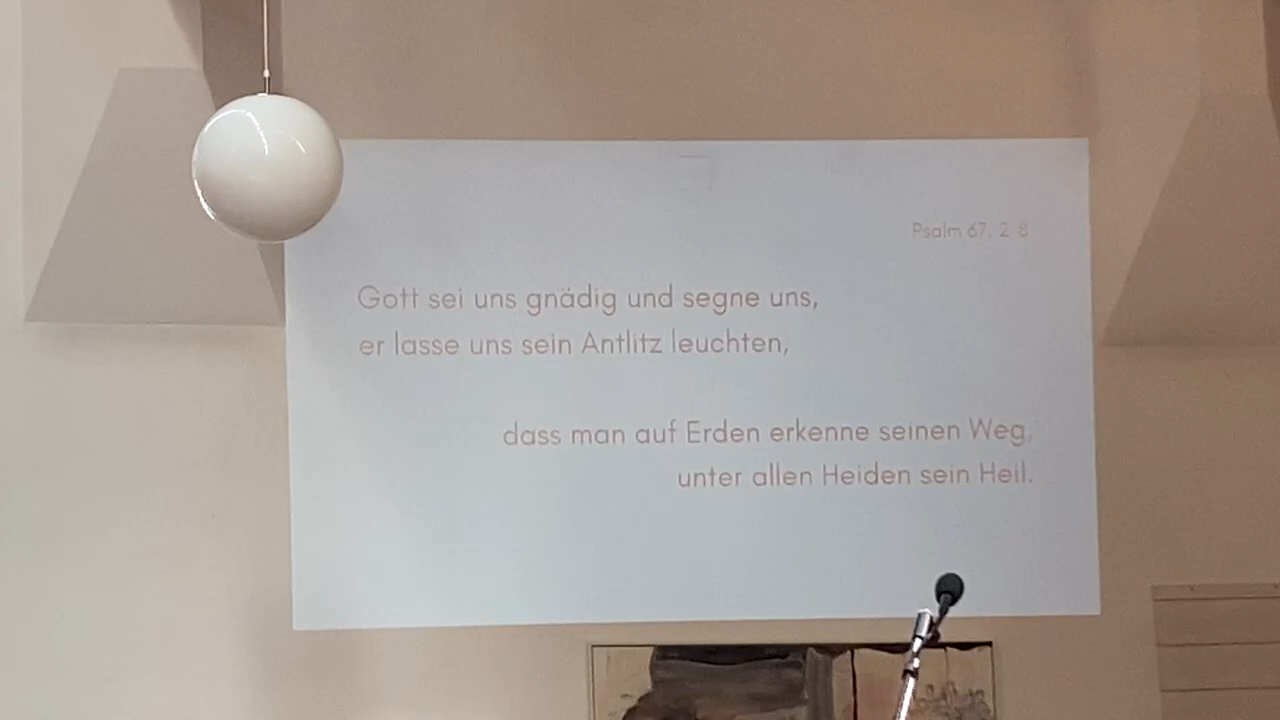 Psalm 67, 2-8
Gott sei uns gnädig und segne uns,
er lasse uns sein Antlitz leuchten,
dass man auf Erden erkenne seinen Weg,
unter allen Heiden sein Heil.